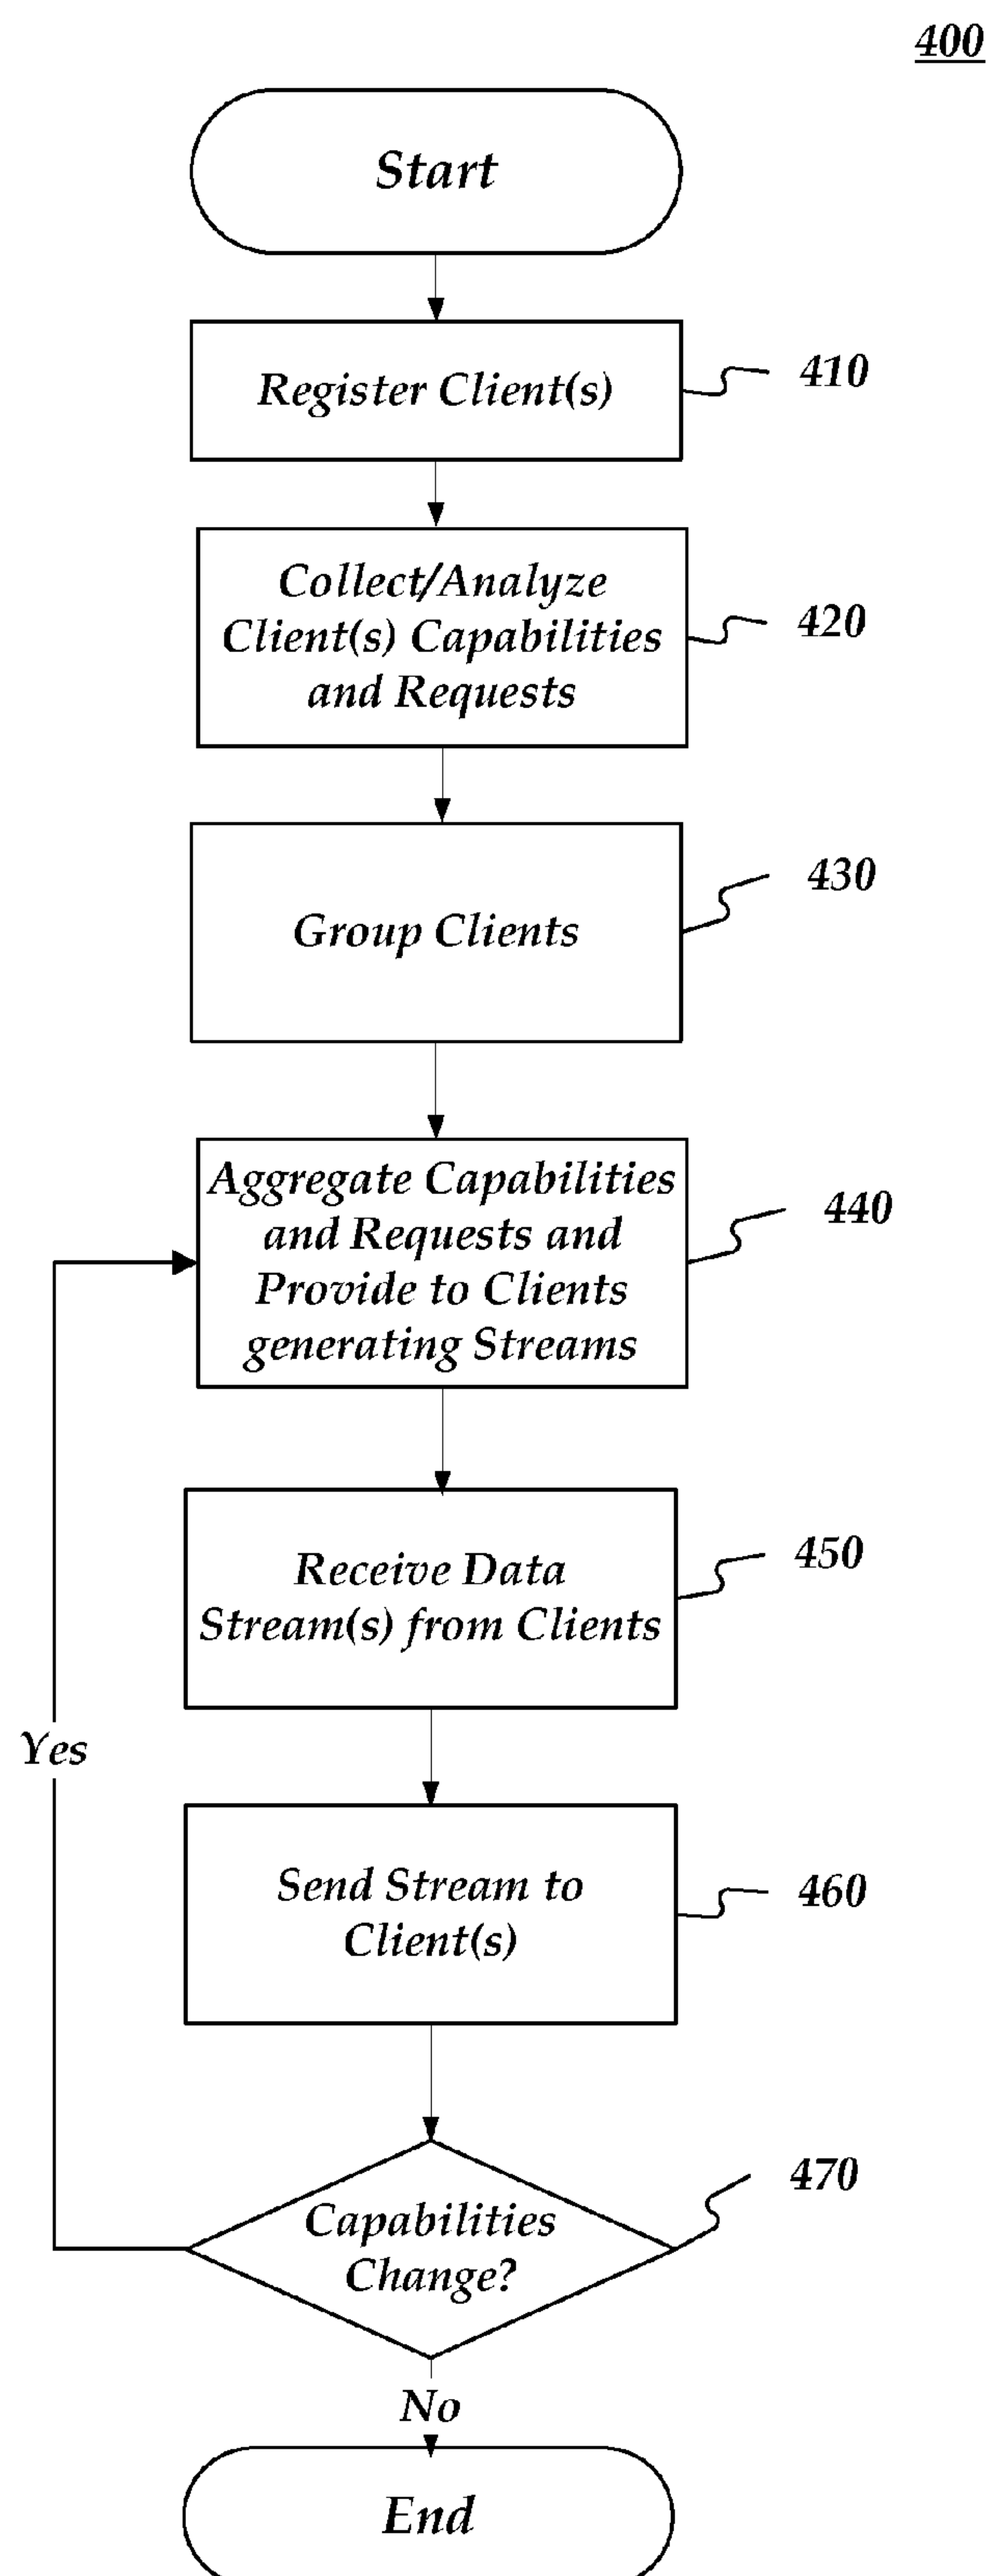 400
Start
Register Client(s)
410
Collect/Analyze
Client(s) Capabilities
and Requests
420
Group Clients
430
Aggregate Capabilities
and Requests and
Provide to Clients
generating Streams
440
Receive Data
Stream(s) from Clients
450
Yes
Send Stream to
Client(s)
460
Capabilities
Change?
470
No
End